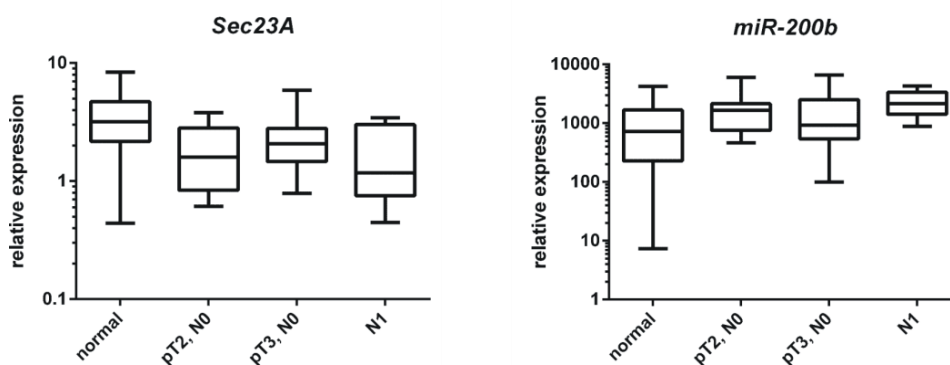 Sec23A
relative expression
10
1
0.1
normal
pT2, N0
pT3, N0
N1
miR-200b
relative expression
10000
1000
100
10
1
normal
pT2, N0
pT3, N0
N1